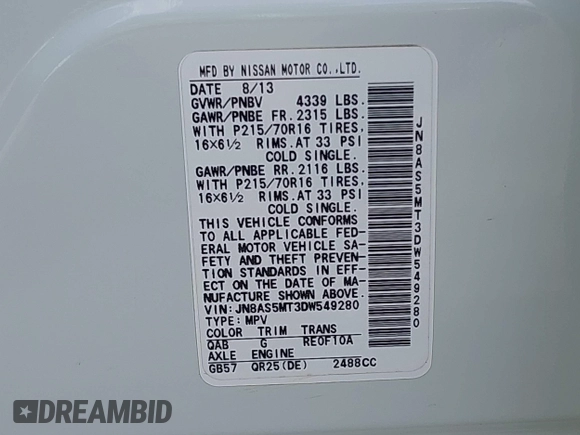 MFD BY NISSAN MOTOR CO.,LTD.
DATE 8/13
GVWR/PNBV 4339 LBS.
GAWR/PNBE FR.2315 LBS.
WITH P215/70R16 TIRES,
16×6½ RIMS.AT 33 PSI
COLD SINGLE.
GAWR/PNBE RR.2116 LBS.
WITH P215/70R16 TIRES,
16×6½ RIMS.AT 33 PSI
COLD SINGLE.
THIS VEHICLE CONFORMS
TO ALL APPLICABLE FED-
ERAL MOTOR VEHICLE SA-
FETY AND THEFT PREVEN-
TION STANDARDS IN EFF-
ECT ON THE DATE OF MA-
NUFACTURE SHOWN ABOVE.
VIN:JN8AS5MT3DW549280
TYPE:MPV
COLOR TRIM TRANS
QAB G RE0F10A
AXLE ENGINE
GB57 QR25(DE) 2488CC
JN8AS5MT3DW549280
DREAMBID